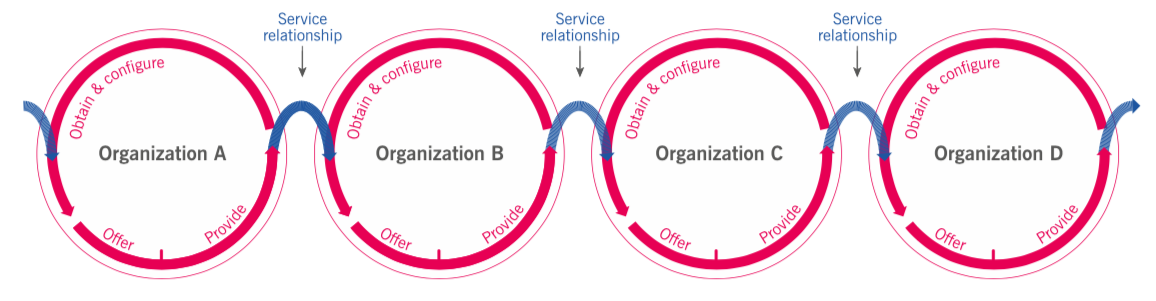 Service
relationship
Service
relationship
Service
relationship
Obtain & configure
Organization A
Offer
Provide
Obtain & configure
Organization B
Offer
Provide
Obtain & configure
Organization C
Offer
Provide
Obtain & configure
Organization D
Offer
Provide